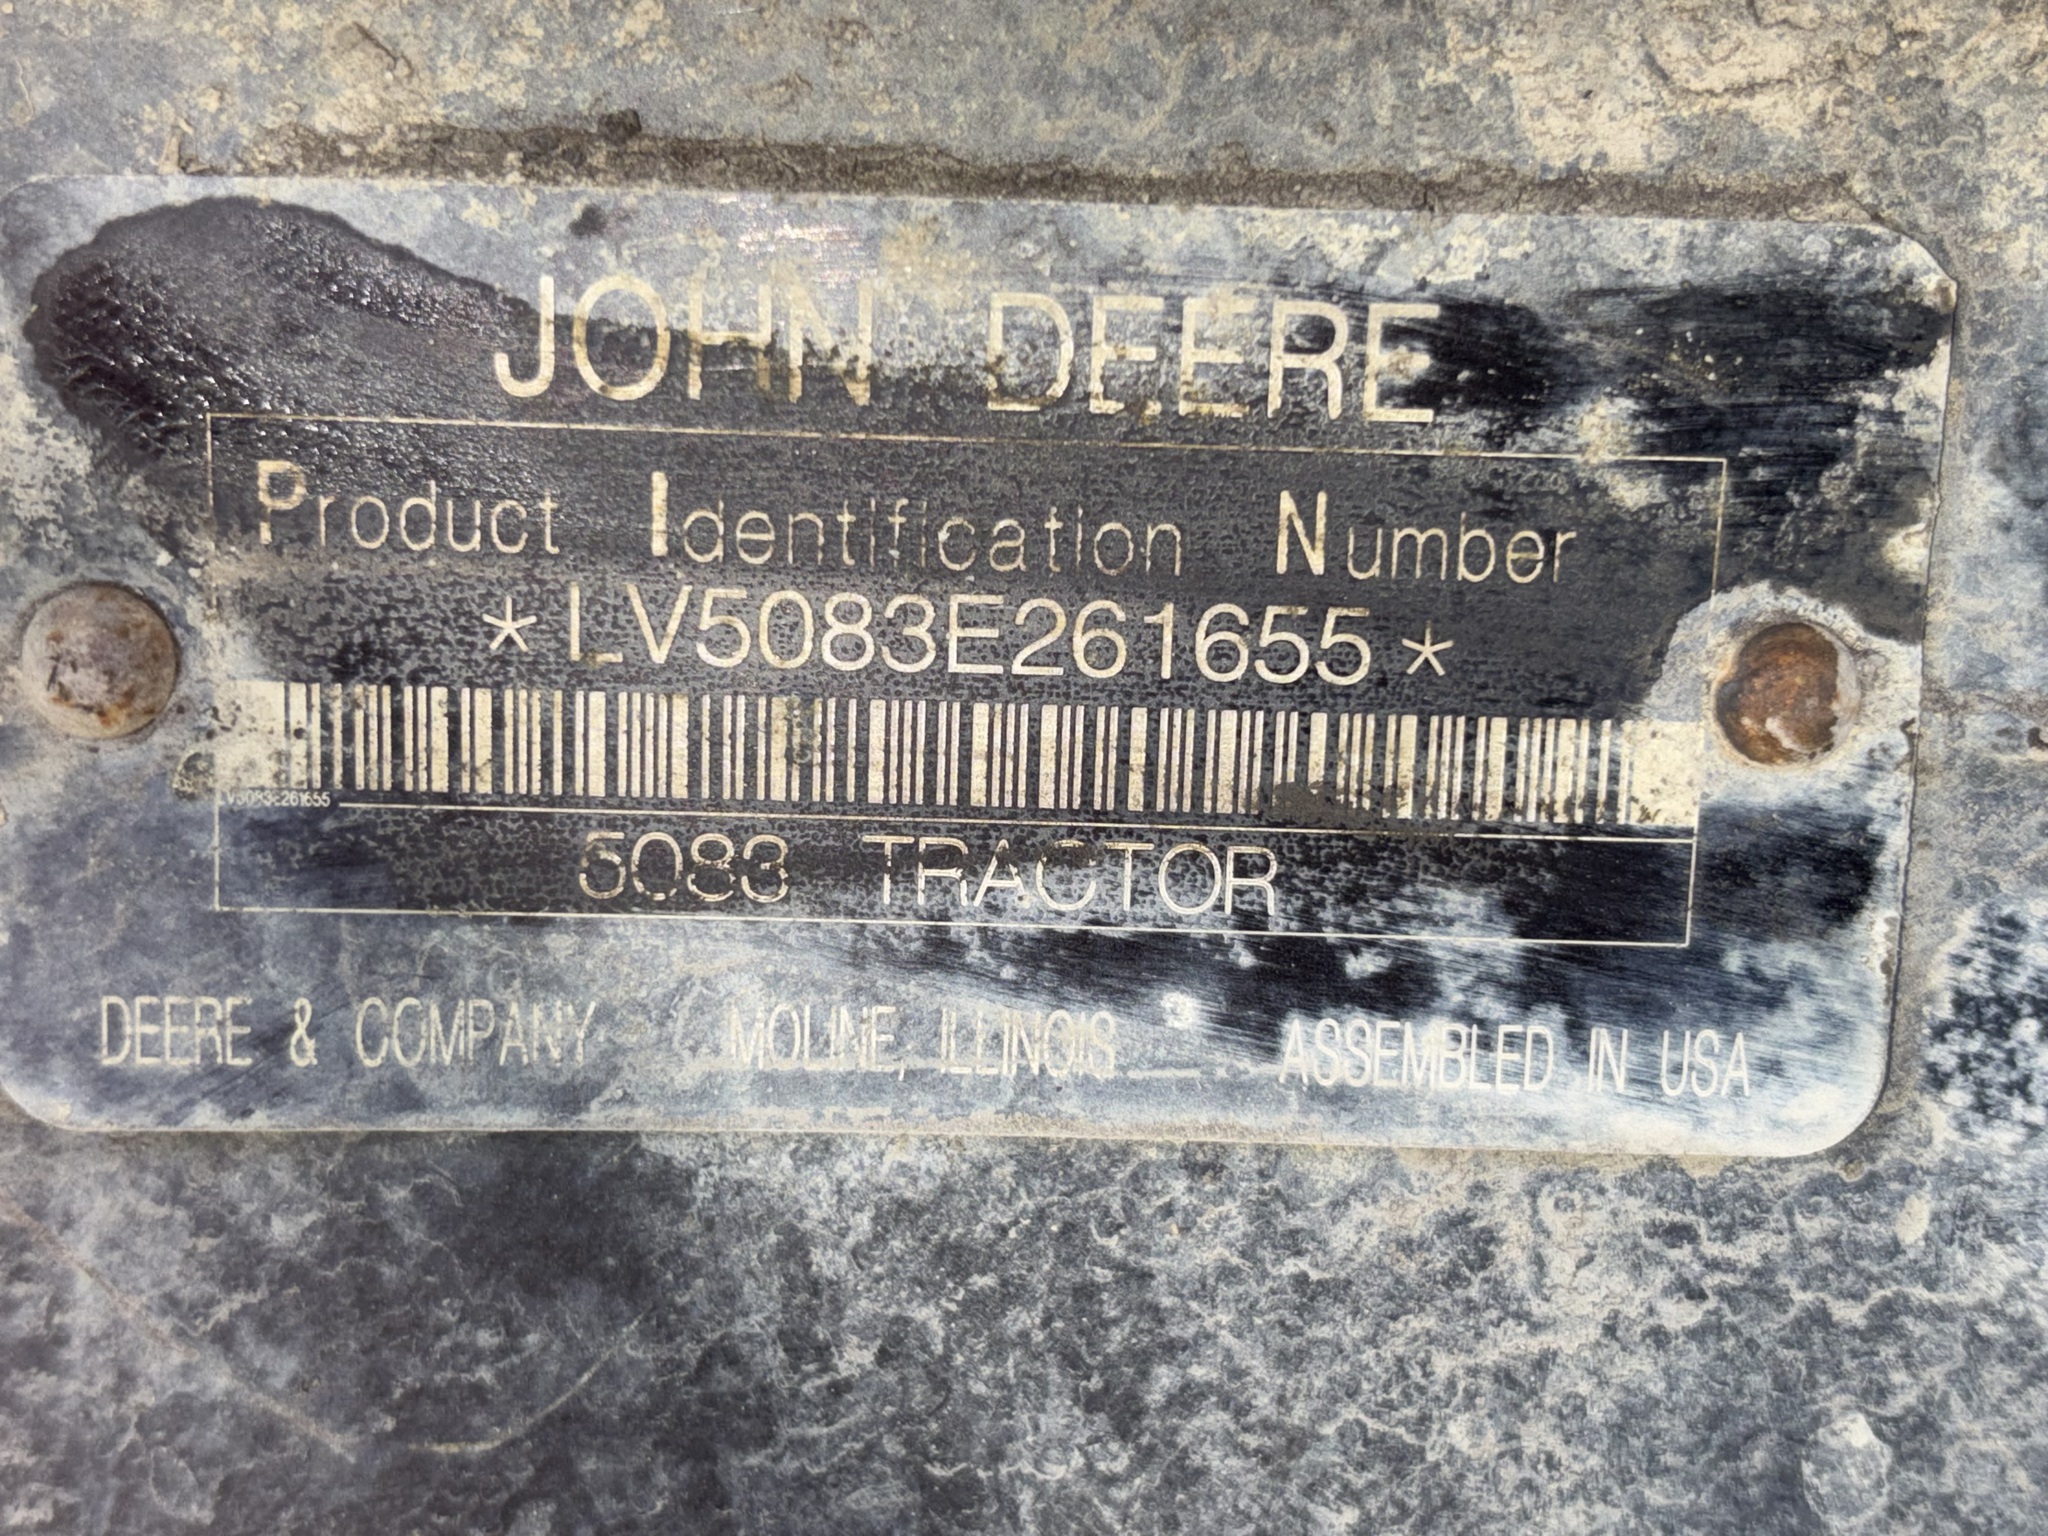 JOHN DEERE
Product Identification Number
*LV5083E261655*
LV5083E261655
5083 TRACTOR
DEERE & COMPANY MOLINE, ILLINOIS ASSEMBLED IN USA